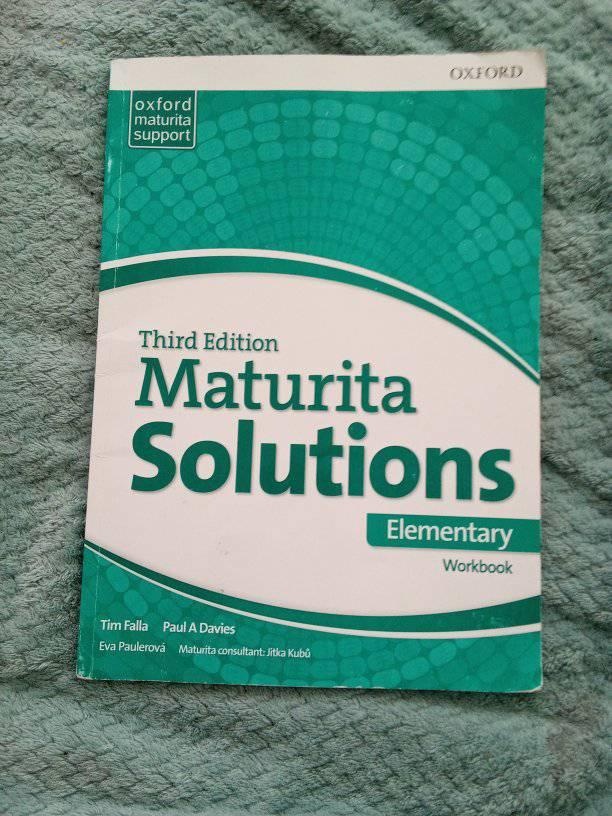 OXFORD
oxford
maturita
support
Third Edition
Maturita
Solutions
Elementary
Workbook
Tim Falla Paul A Davies
Eva Paulerová Maturita consultant: Jitka Kubů